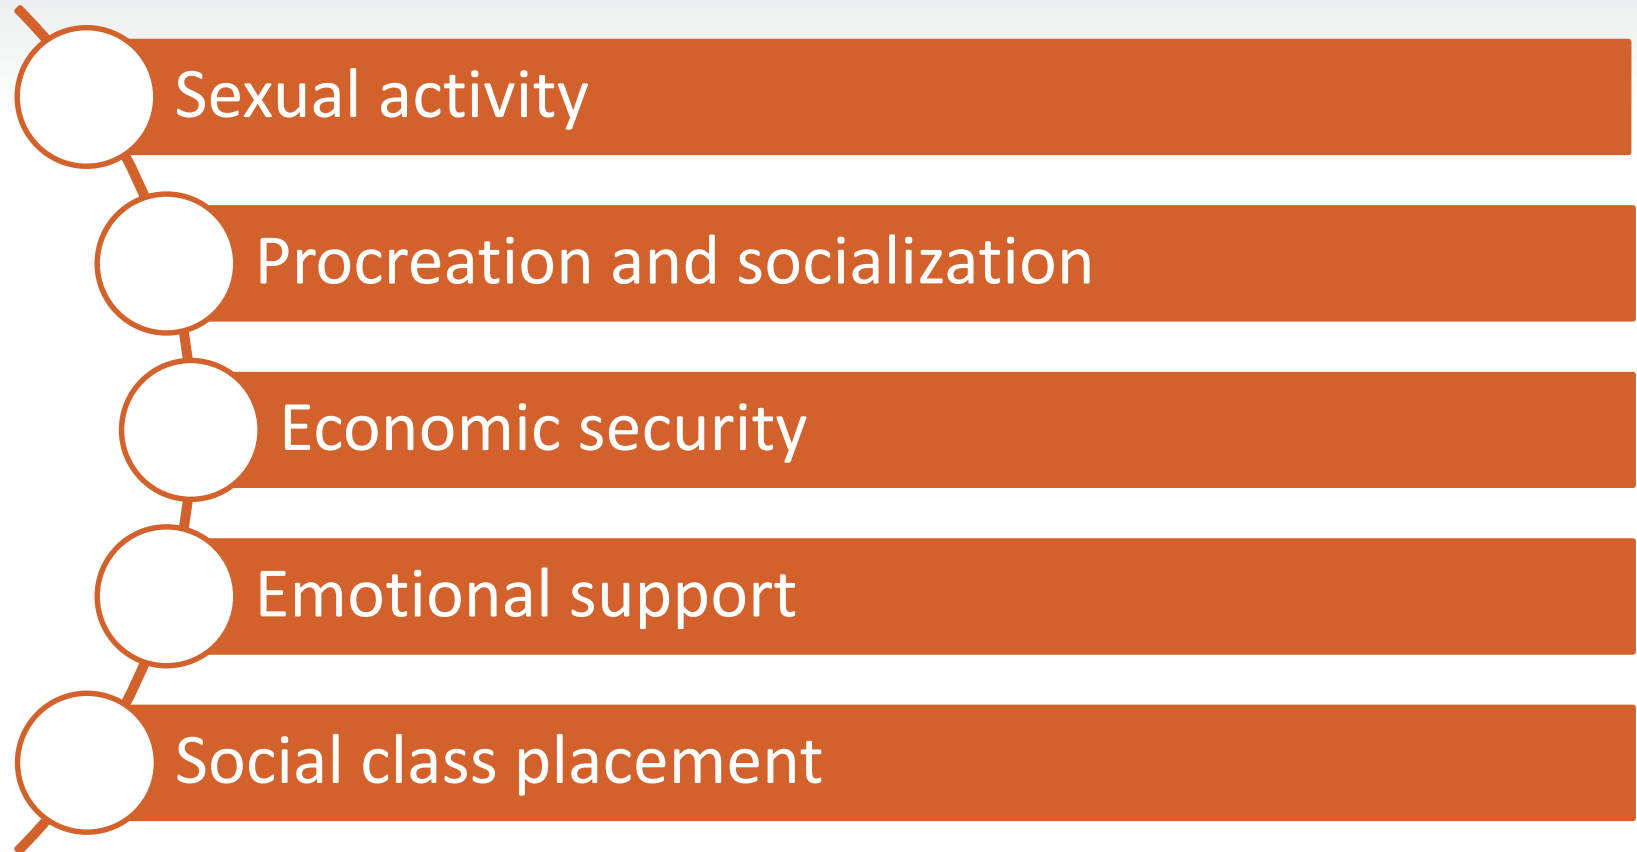 Sexual activity
Procreation and socialization
Economic security
Emotional support
Social class placement